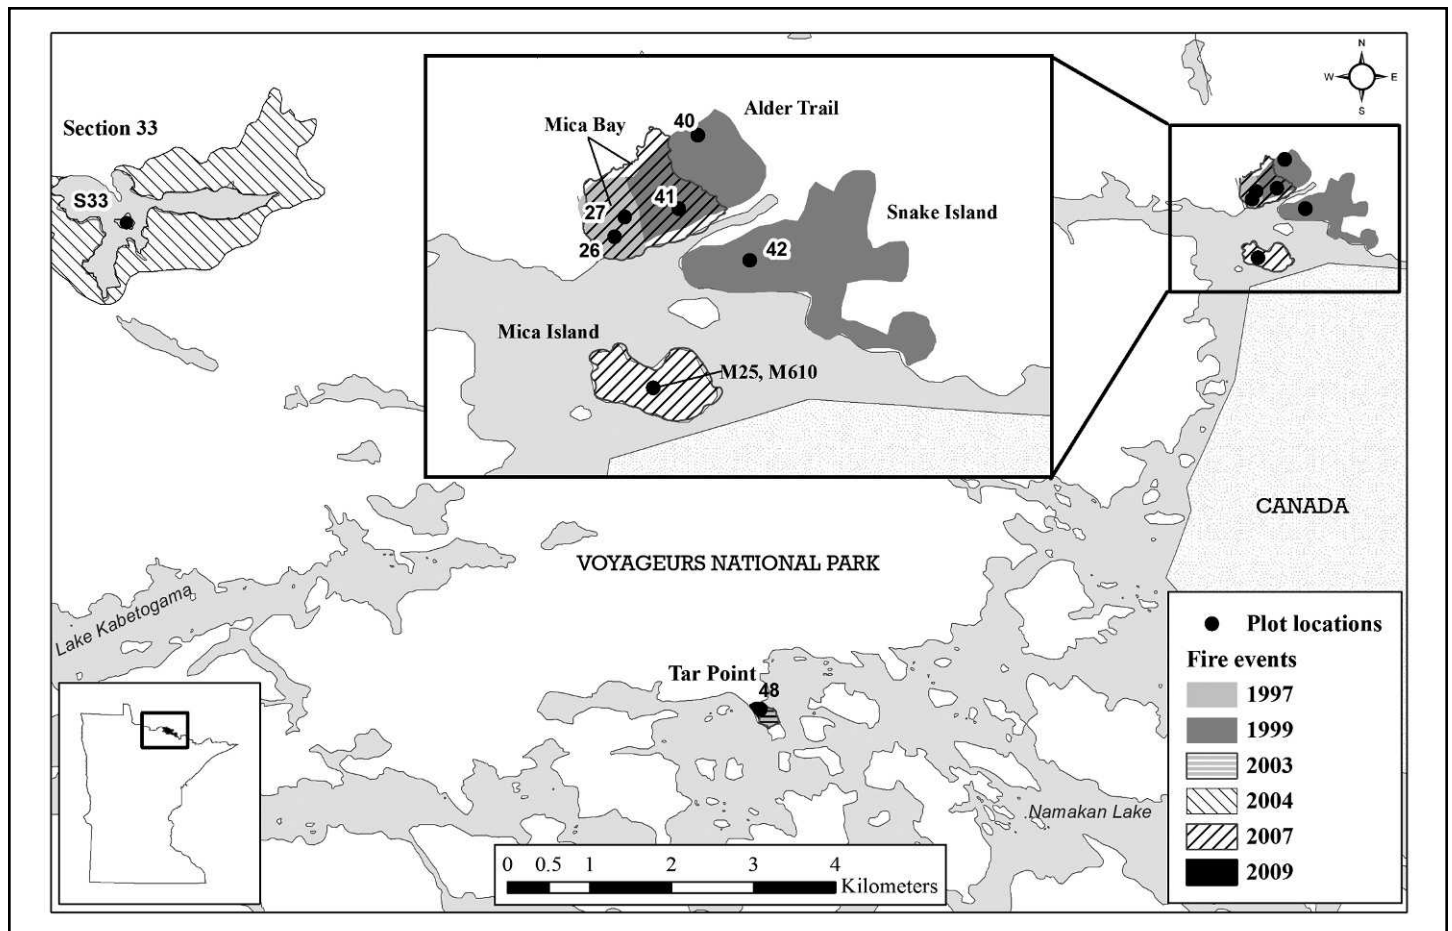 N
W E
S
Section 33
S33
Alder Trail
40
Mica Bay
41
27
26
Snake Island
42
Mica Island
M25, M610
CANADA
VOYAGEURS NATIONAL PARK
Lake Kabetogama
Tar Point
48
Namakan Lake
Plot locations
Fire events
1997
1999
2003
2004
2007
2009
0 0.5 1 2 3 4
Kilometers